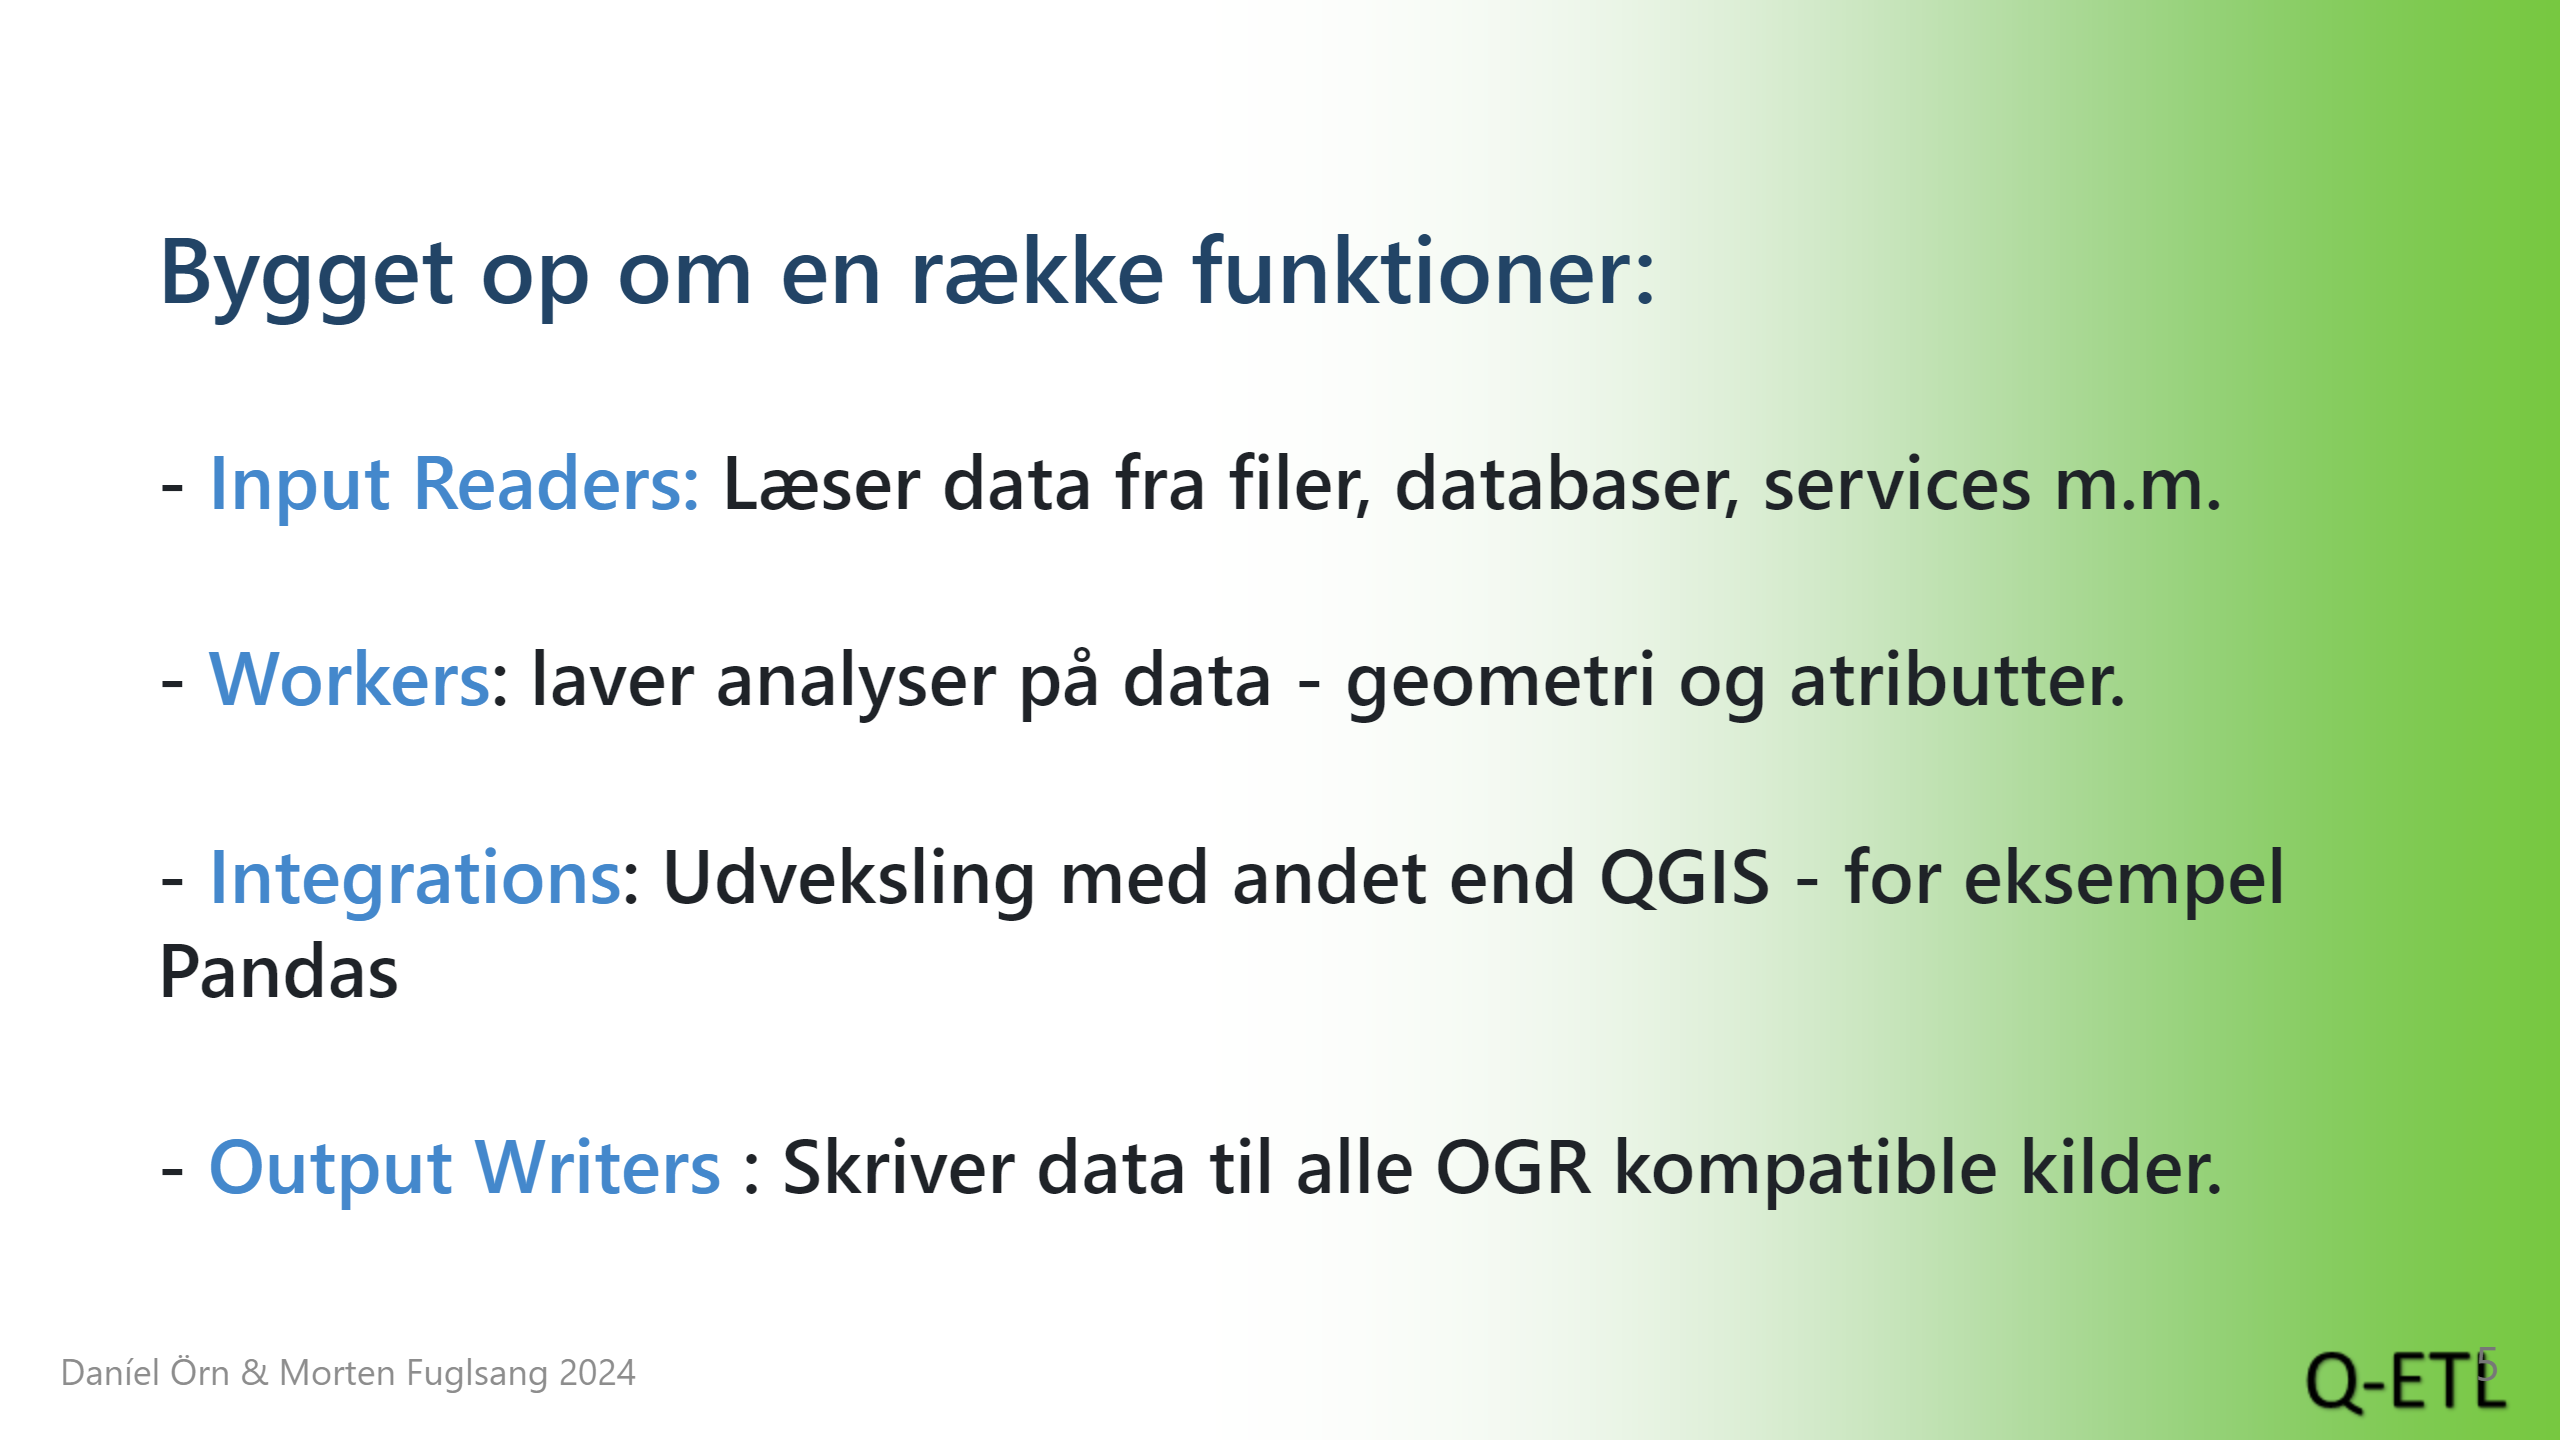 Bygget op om en række funktioner:
- Input Readers: Læser data fra filer, databaser, services m.m.
- Workers: laver analyser på data - geometri og atributter.
- Integrations: Udveksling med andet end QGIS - for eksempel
Pandas
- Output Writers : Skriver data til alle OGR kompatible kilder.
Daníel Örn & Morten Fuglsang 2024
Q-ETL
5